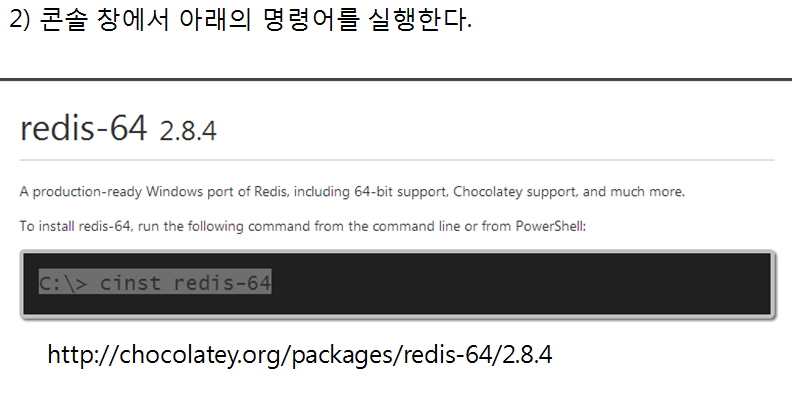 2) 콘솔 창에서 아래의 명령어를 실행한다.
redis-64 2.8.4
A production-ready Windows port of Redis, including 64-bit support, Chocolatey support, and much more.
To install redis-64, run the following command from the command line or from PowerShell:
C:\> cinst redis-64
http://chocolatey.org/packages/redis-64/2.8.4